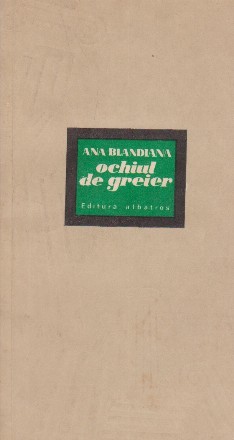 ANA BLANDIANA
ochiul
de greier
Editura albatros